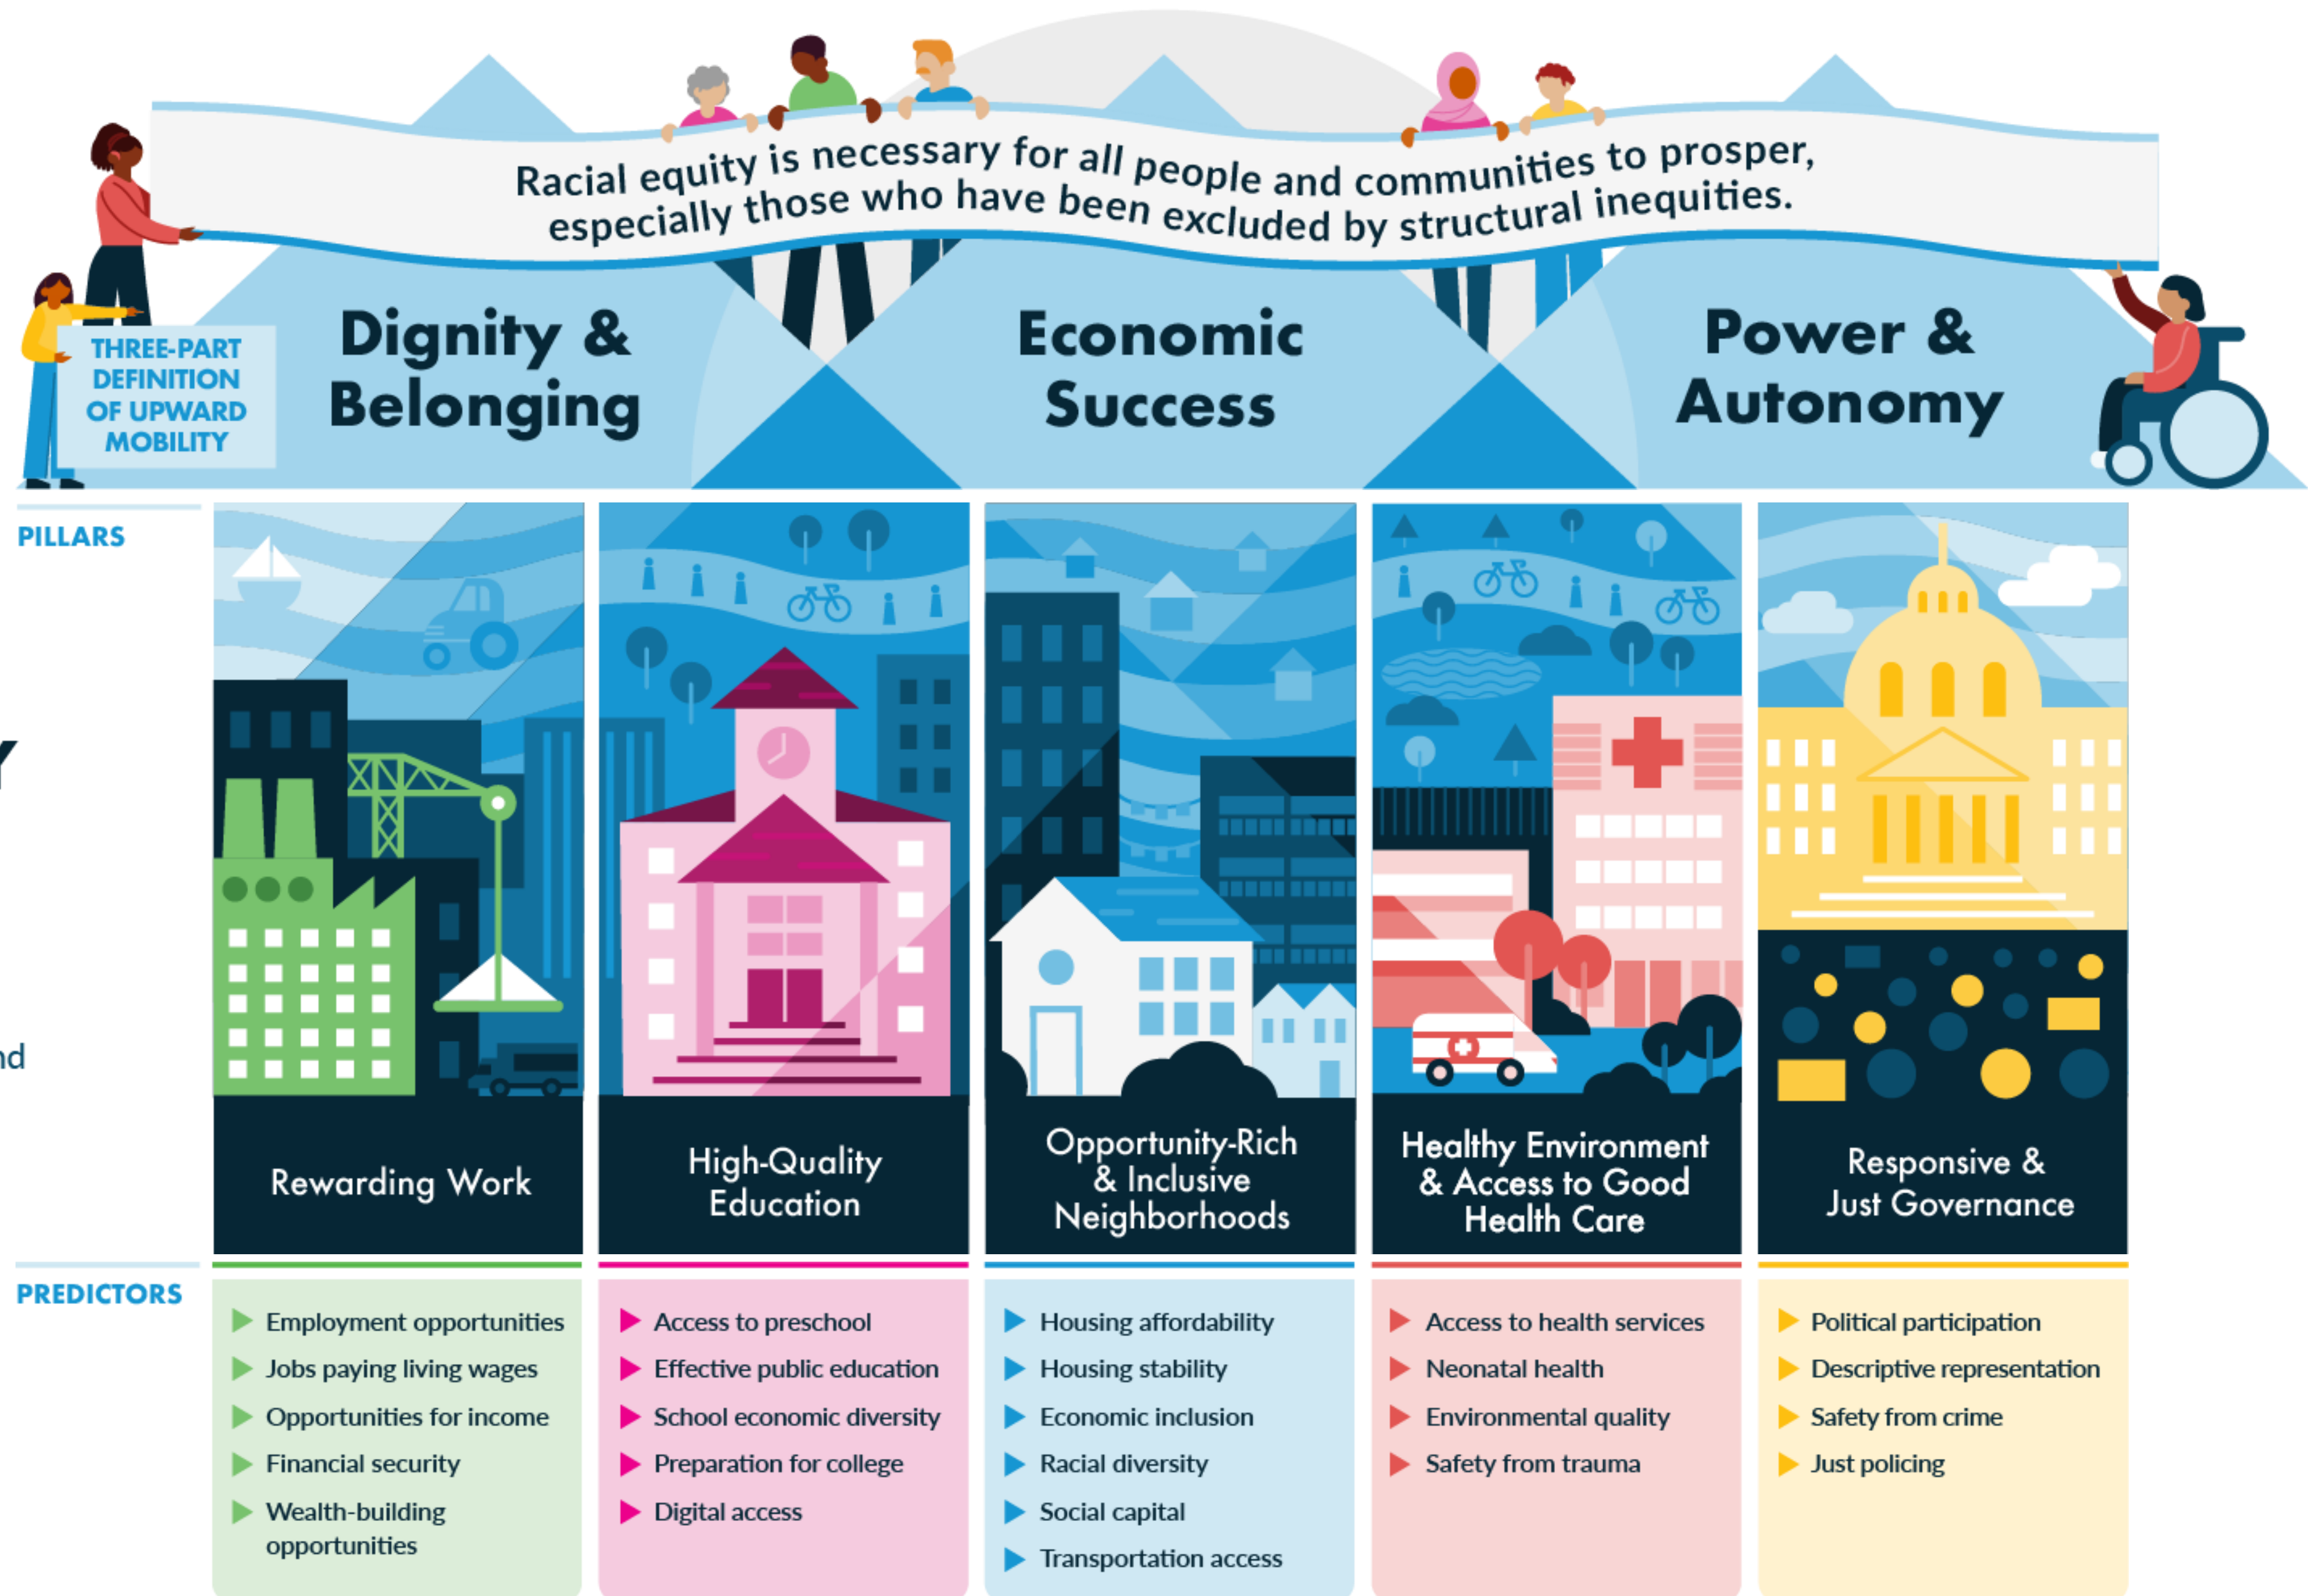 Racial equity is necessary for all people and communities to prosper,
especially those who have been excluded by structural inequities.
THREE-PART
DEFINITION
OF UPWARD
MOBILITY
Dignity &
Belonging
Economic
Success
Power &
Autonomy
PILLARS
Y
nd
Rewarding Work
High-Quality
Education
Opportunity-Rich
& Inclusive
Neighborhoods
Healthy Environment
& Access to Good
Health Care
Responsive &
Just Governance
PREDICTORS
Employment opportunities
Jobs paying living wages
Opportunities for income
Financial security
Wealth-building
opportunities
Access to preschool
Effective public education
School economic diversity
Preparation for college
Digital access
Housing affordability
Housing stability
Economic inclusion
Racial diversity
Social capital
Transportation access
Access to health services
Neonatal health
Environmental quality
Safety from trauma
Political participation
Descriptive representation
Safety from crime
Just policing